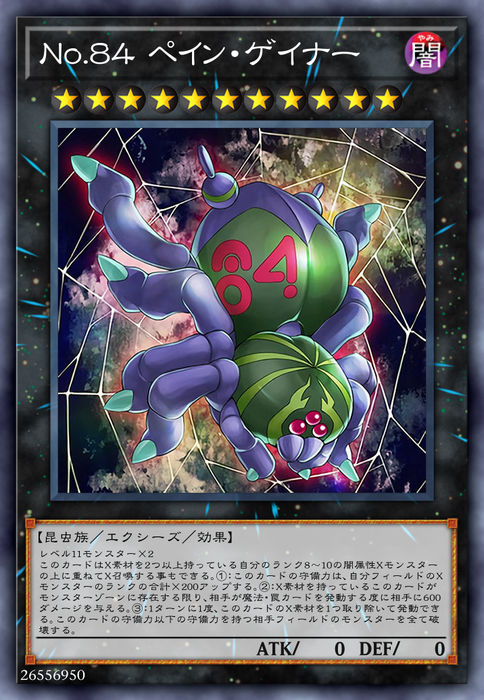 No.84 ペイン・ゲイナー
やみ
闇
84
【昆虫族／エクシーズ／効果】
レベル11モンスター×2
このカードはX素材を2つ以上持っている自分のランク8～10の闇属性Xモンスター
の上に重ねてX召喚する事もできる。①：このカードの守備力は、自分フィールドのX
モンスターのランクの合計×200アップする。②：X素材を持っているこのカードが
モンスターゾーンに存在する限り、相手が魔法・罠カードを発動する度に相手に600
ダメージを与える。③：1ターンに1度、このカードのX素材を1つ取り除いて発動でき
る。このカードの守備力以下の守備力を持つ相手フィールドのモンスターを全て破
壊する。
ATK/ 0 DEF/ 0
26556950